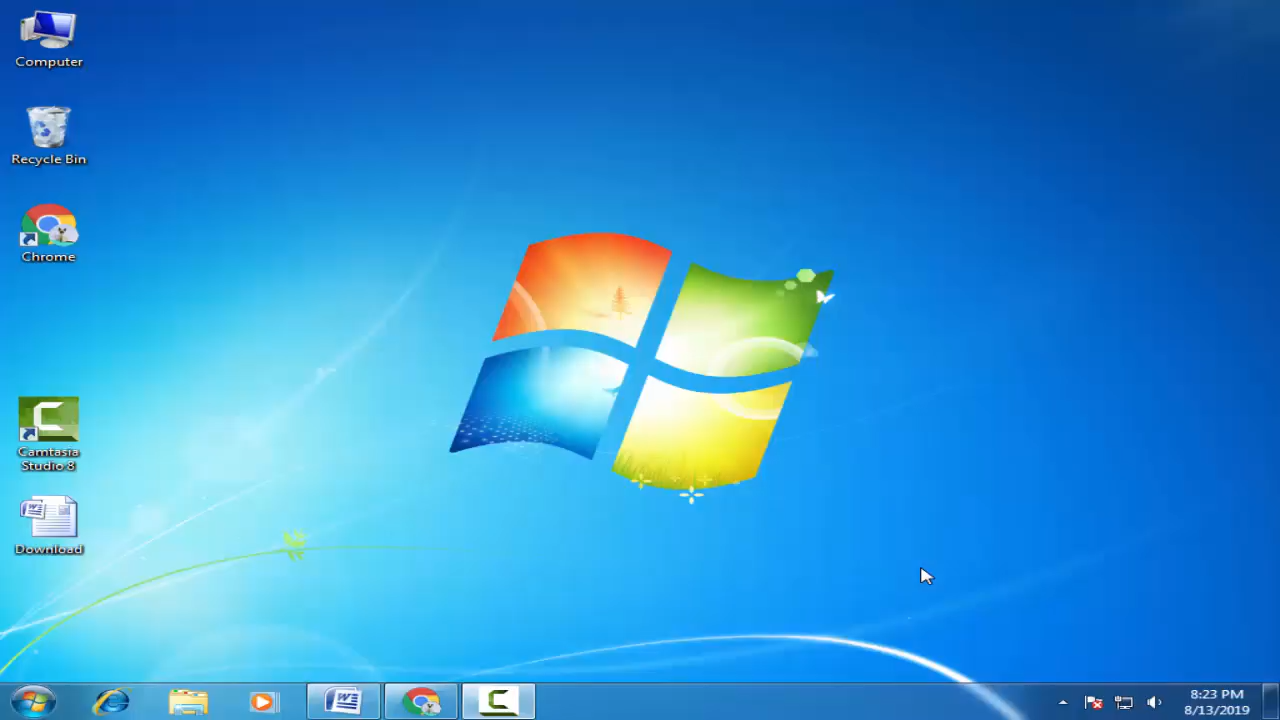 Computer
Recycle Bin
Chrome
Camtasia
Studio 8
Download
8:23 PM
8/13/2019